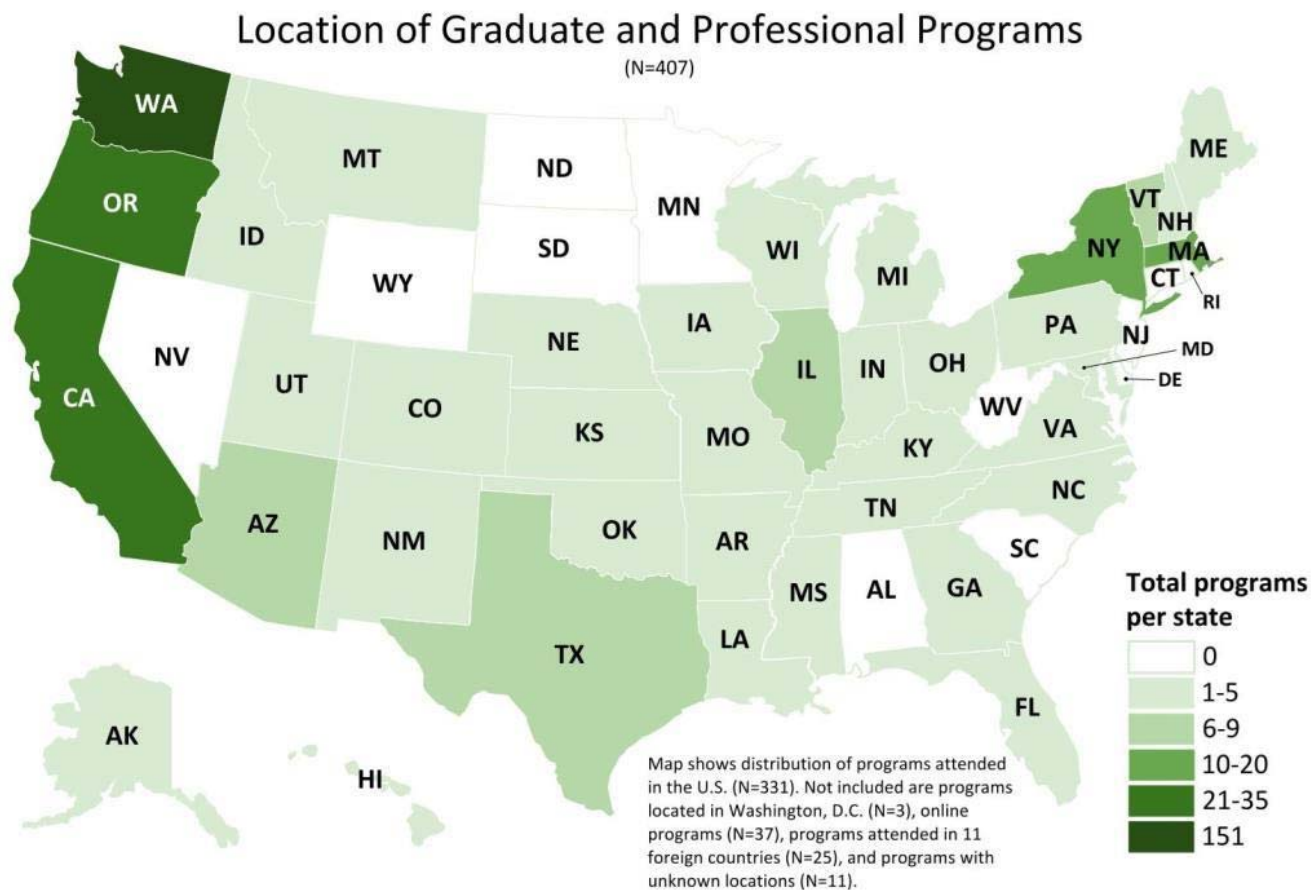 Location of Graduate and Professional Programs
(N=407)
WA
MT
ND
MN
ME
OR
ID
SD
WI
VT
NH
NY
MA
WY
MI
CT
RI
IA
PA
NV
NE
NJ
MD
UT
IL
IN
OH
DE
CA
CO
WV
KS
MO
VA
KY
AZ
NM
OK
AR
TN
NC
SC
MS
AL
GA
LA
TX
FL
AK
HI
Total programs
per state
0
1-5
6-9
10-20
21-35
151
Map shows distribution of programs attended
in the U.S. (N=331). Not included are programs
located in Washington, D.C. (N=3), online
programs (N=37), programs attended in 11
foreign countries (N=25), and programs with
unknown locations (N=11).